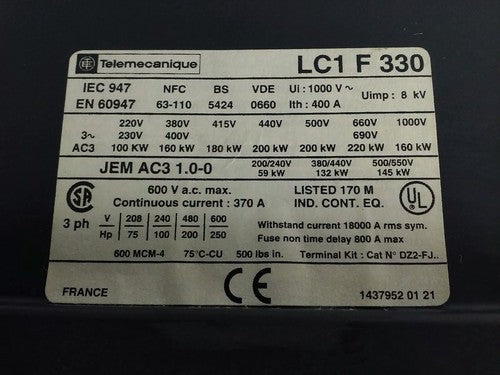 Telemecanique LC1 F 330
IEC 947 NFC BS VDE Ui : 1000 V ~ Uimp : 8 kV
EN 60947 63-110 5424 0660 Ith : 400 A
220V 380V 415V 440V 500V 660V 1000V
3~ 230V 400V 690V
AC3 100 KW 160 kW 180 kW 200 kW 200 kW 220 kW 160 kW
JEM AC3 1.0-0 200/240V 380/440V 500/550V
59 kW 132 kW 145 kW
600 V a.c. max. LISTED 170 M
Continuous current : 370 A IND. CONT. EQ.
SA UL
3 ph V 208 240 480 600 Withstand current 18000 A rms sym.
Hp 75 100 200 250 Fuse non time delay 800 A max
600 MCM-4 75°C-CU 500 lbs in. Terminal Kit : Cat N° DZ2-FJ..
FRANCE CE 1437952 01 21